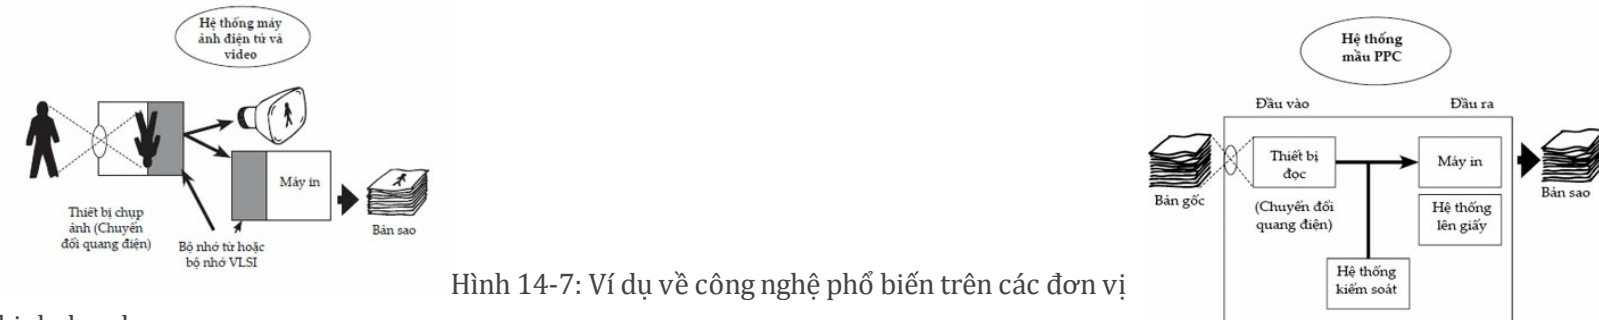 Hệ thống máy
ảnh điện tử và
video
Máy in
Thiết bị chụp
ảnh (Chuyển
đổi quang điện)
Bộ nhớ từ hoặc
bộ nhớ VLSI
Bản sao
Hình 14-7: Ví dụ về công nghệ phổ biến trên các đơn vị
Hệ thống
mầu PPC
Đầu vào
Đầu ra
Bản gốc
Thiết bị
đọc
(Chuyển đổi
quang điện)
Máy in
Hệ thống
lên giấy
Bản sao
Hệ thống
kiểm soát